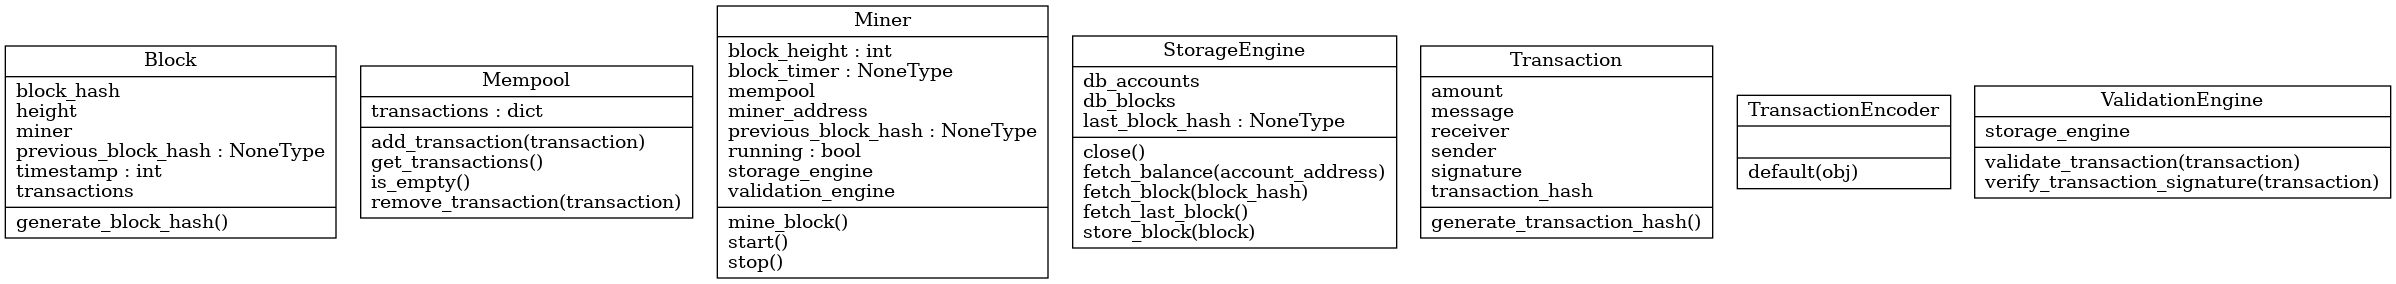 Block
block_hash
height
miner
previous_block_hash : NoneType
timestamp : int
transactions
generate_block_hash()
Mempool
transactions : dict
add_transaction(transaction)
get_transactions()
is_empty()
remove_transaction(transaction)
Miner
block_height : int
block_timer : NoneType
mempool
miner_address
previous_block_hash : NoneType
running : bool
storage_engine
validation_engine
mine_block()
start()
stop()
StorageEngine
db_accounts
db_blocks
last_block_hash : NoneType
close()
fetch_balance(account_address)
fetch_block(block_hash)
fetch_last_block()
store_block(block)
Transaction
amount
message
receiver
sender
signature
transaction_hash
generate_transaction_hash()
TransactionEncoder
default(obj)
ValidationEngine
storage_engine
validate_transaction(transaction)
verify_transaction_signature(transaction)